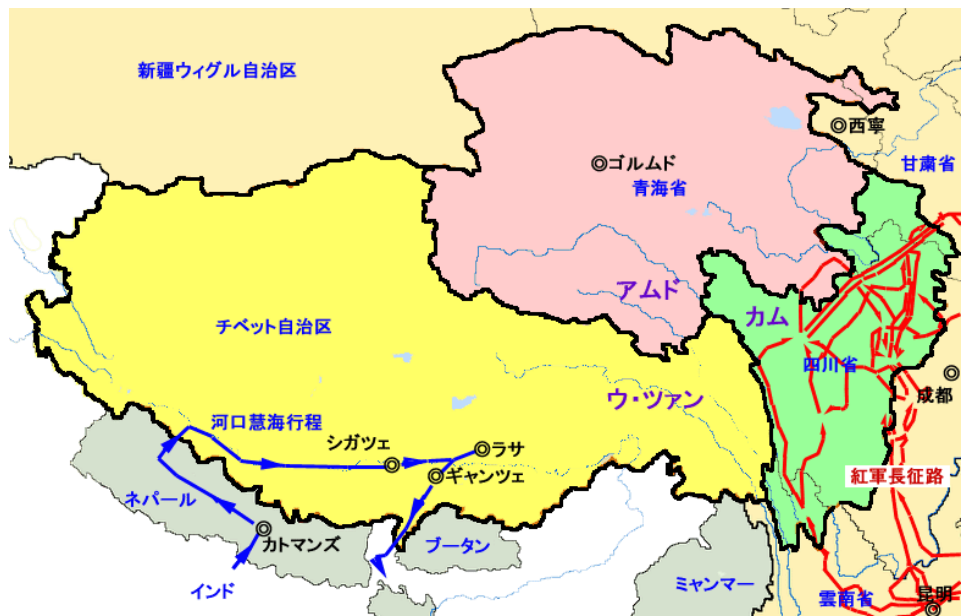 新疆ウィグル自治区
◎西寧
甘粛省
◎ゴルムド
青海省
アムド
カム
チベット自治区
四川省
成都
ウ・ツァン
河口慧海行程
シガツェ
ラサ
ギャンツェ
紅軍長征路
ネパール
カトマンズ
ブータン
インド
ミャンマー
雲南省
昆明